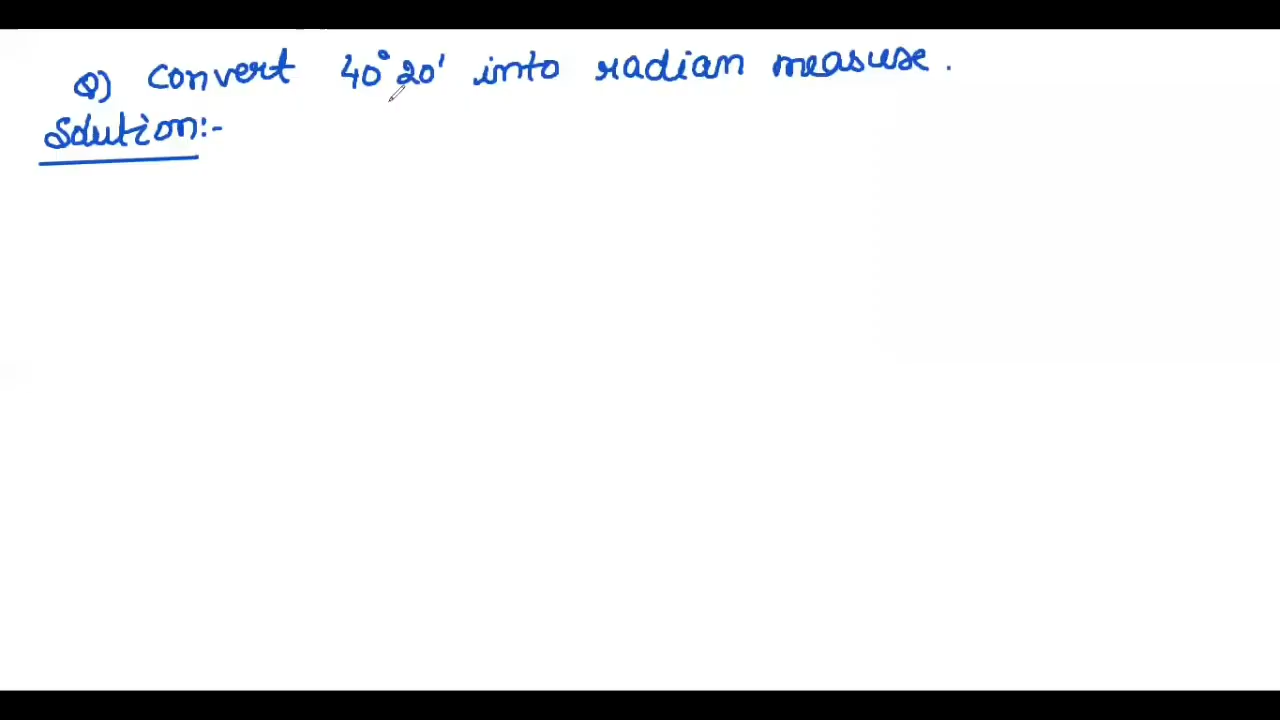 Q) Convert 40° 20' into radian measure.
Solution:-